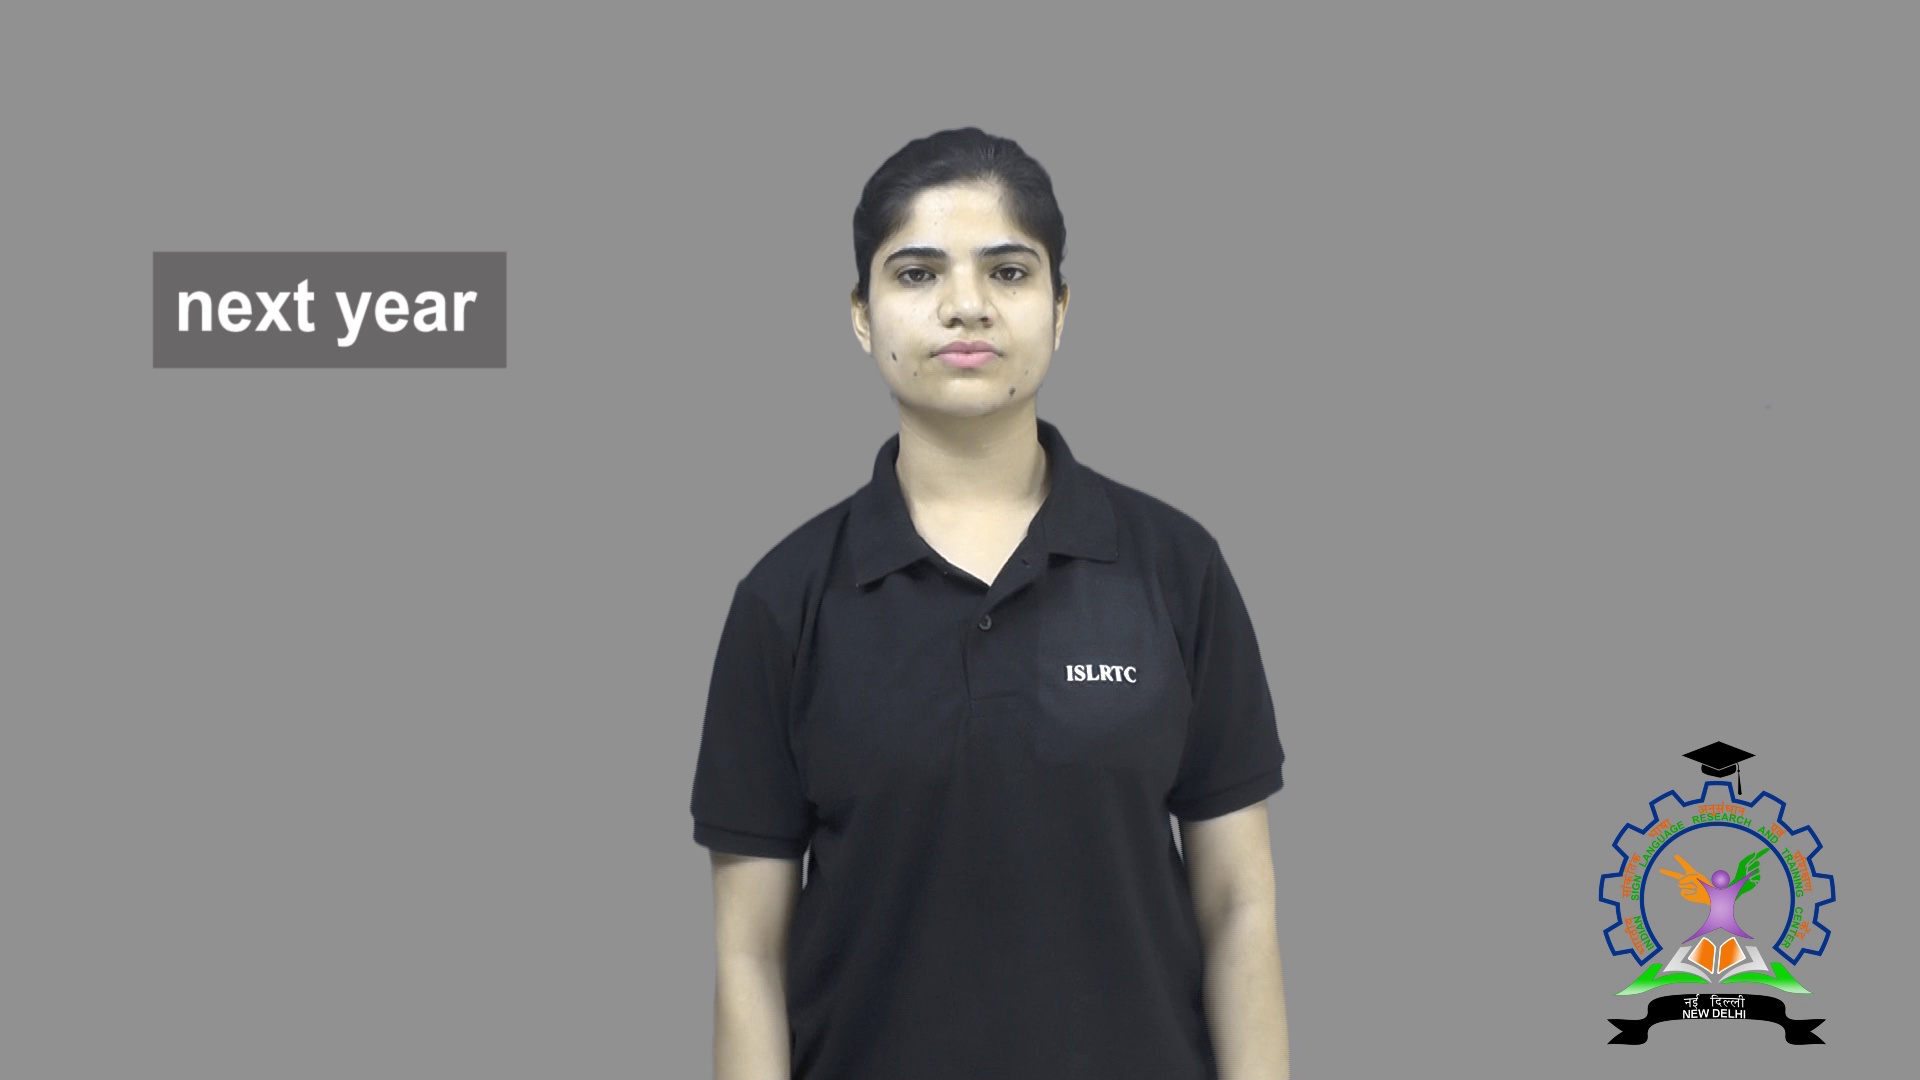 next year
ISLRTC
INDIAN SIGN LANGUAGE RESEARCH AND TRAINING CENTER
नई दिल्ली
NEW DELHI